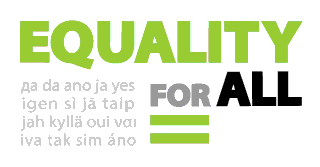 EQUALITY
FOR ALL
да da ano ja yes
igen sì jā taip
jah kyllä oui ναι
iva tak sim áno
=